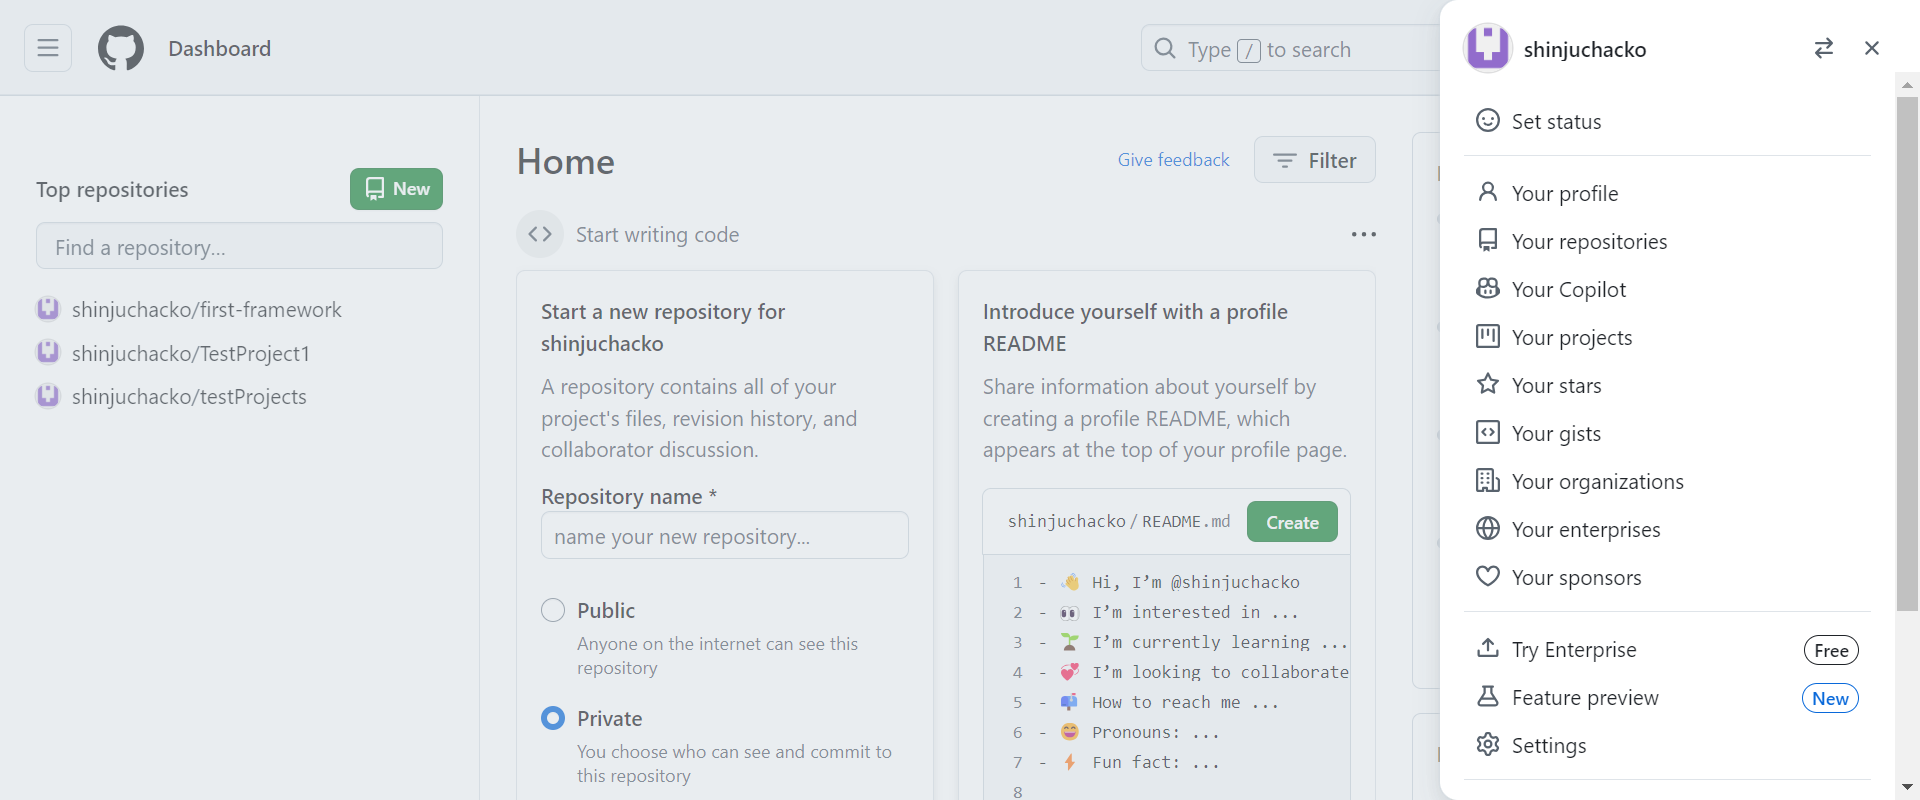 Dashboard
Type / to search
Top repositories
New
Find a repository...
shinjuchacko/first-framework
shinjuchacko/TestProject1
shinjuchacko/testProjects
Home
Give feedback
Filter
Start writing code
Start a new repository for
shinjuchacko
A repository contains all of your
project's files, revision history, and
collaborator discussion.
Repository name *
name your new repository...
Public
Anyone on the internet can see this
repository
Private
You choose who can see and commit to
this repository
Introduce yourself with a profile
README
Share information about yourself by
creating a profile README, which
appears at the top of your profile page.
shinjuchacko / README.md
Create
1 - 👋 Hi, I’m @shinjuchacko
2 - 👀 I’m interested in ...
3 - 🌱 I’m currently learning ...
4 - 💞️ I’m looking to collaborate
5 - 📫 How to reach me ...
6 - 😄 Pronouns: ...
7 - ⚡ Fun fact: ...
8
shinjuchacko
Set status
Your profile
Your repositories
Your Copilot
Your projects
Your stars
Your gists
Your organizations
Your enterprises
Your sponsors
Try Enterprise
Free
Feature preview
New
Settings